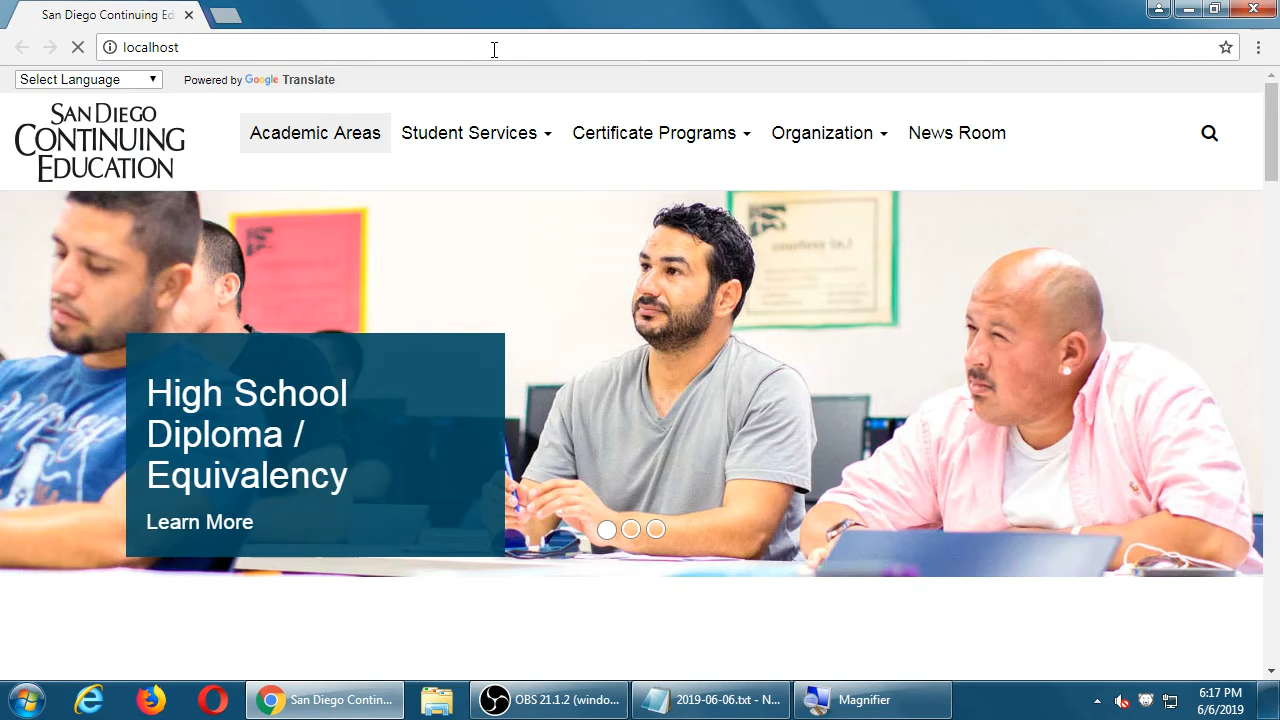 San Diego Continuing Ed
localhost
Select Language
Powered by Google Translate
SAN DIEGO
CONTINUING
EDUCATION
Academic Areas
Student Services
Certificate Programs
Organization
News Room
High School
Diploma /
Equivalency
Learn More
San Diego Contin...
OBS 21.1.2 (windo...
2019-06-06.txt - N...
Magnifier
6:17 PM
6/6/2019